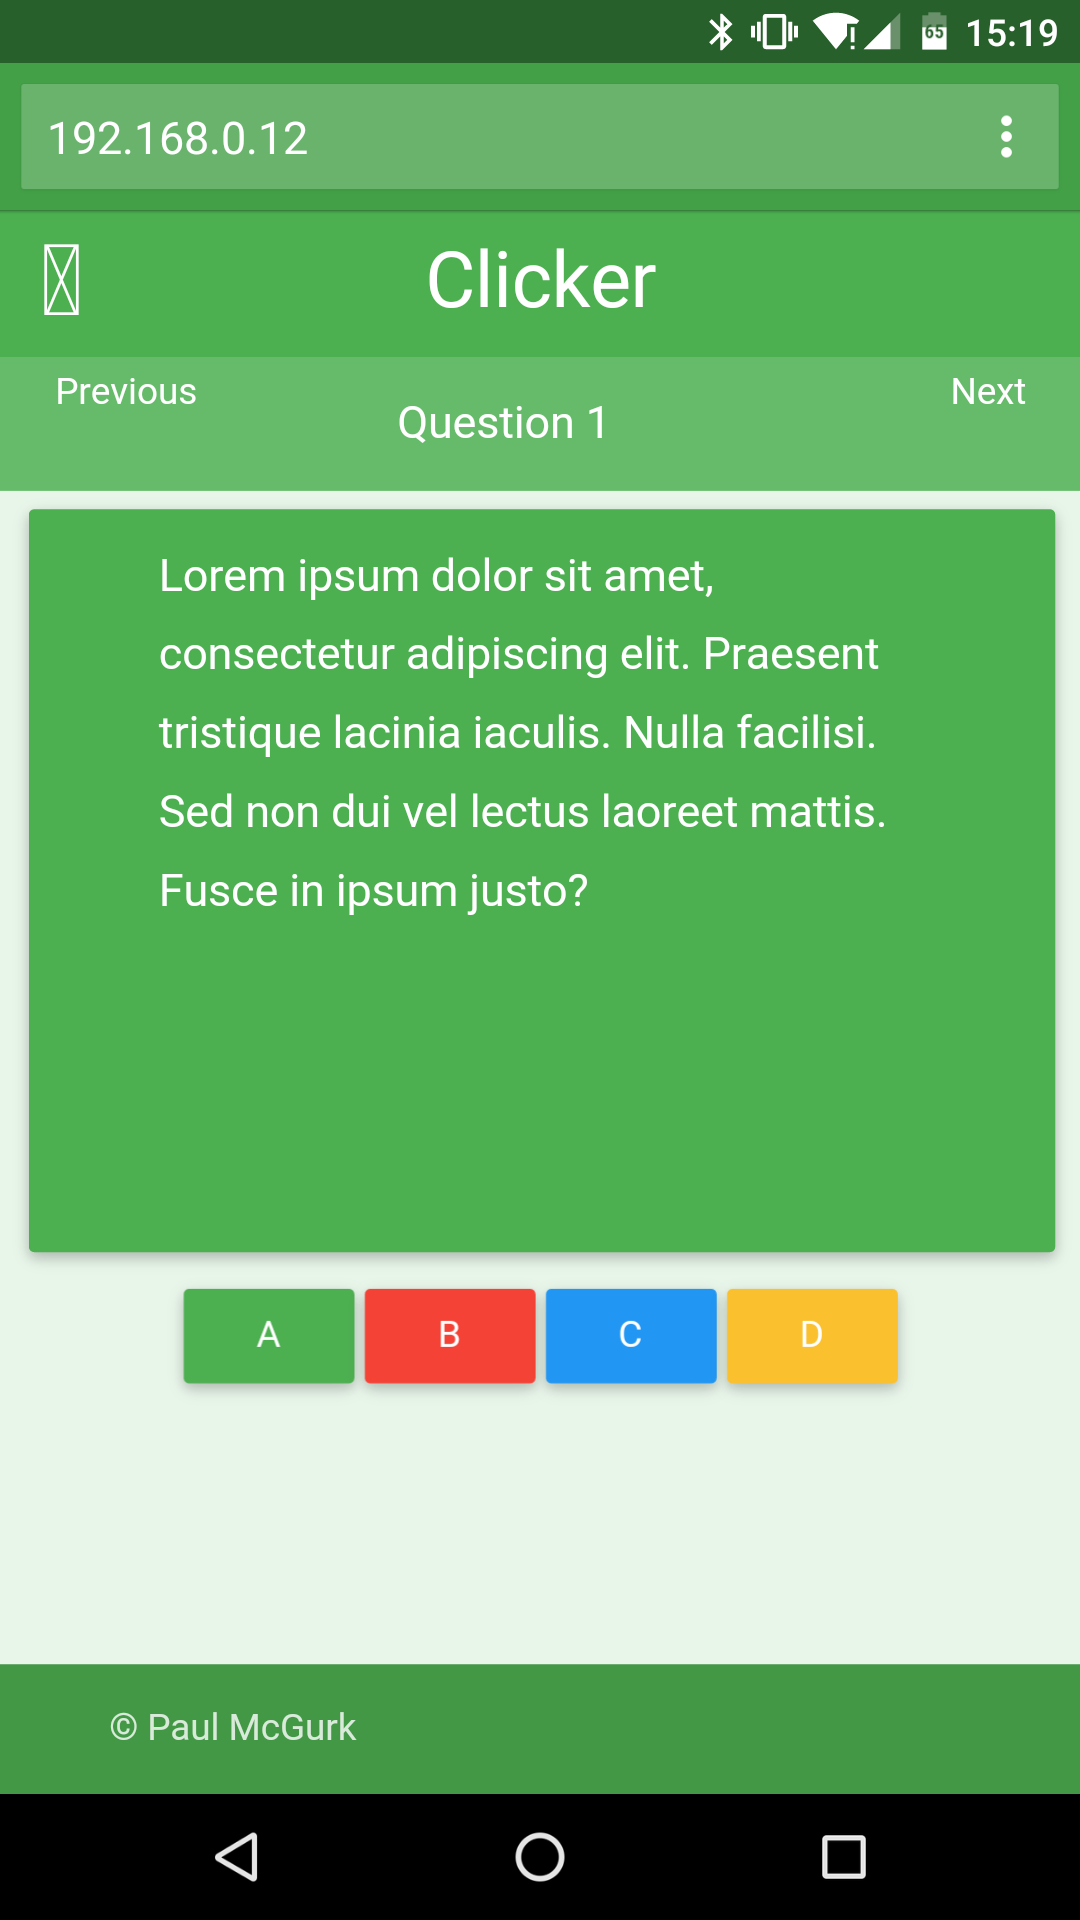 65 15:19
192.168.0.12
Clicker
Previous
Question 1
Next
Lorem ipsum dolor sit amet,
consectetur adipiscing elit. Praesent
tristique lacinia iaculis. Nulla facilisi.
Sed non dui vel lectus laoreet mattis.
Fusce in ipsum justo?
A B C D
© Paul McGurk